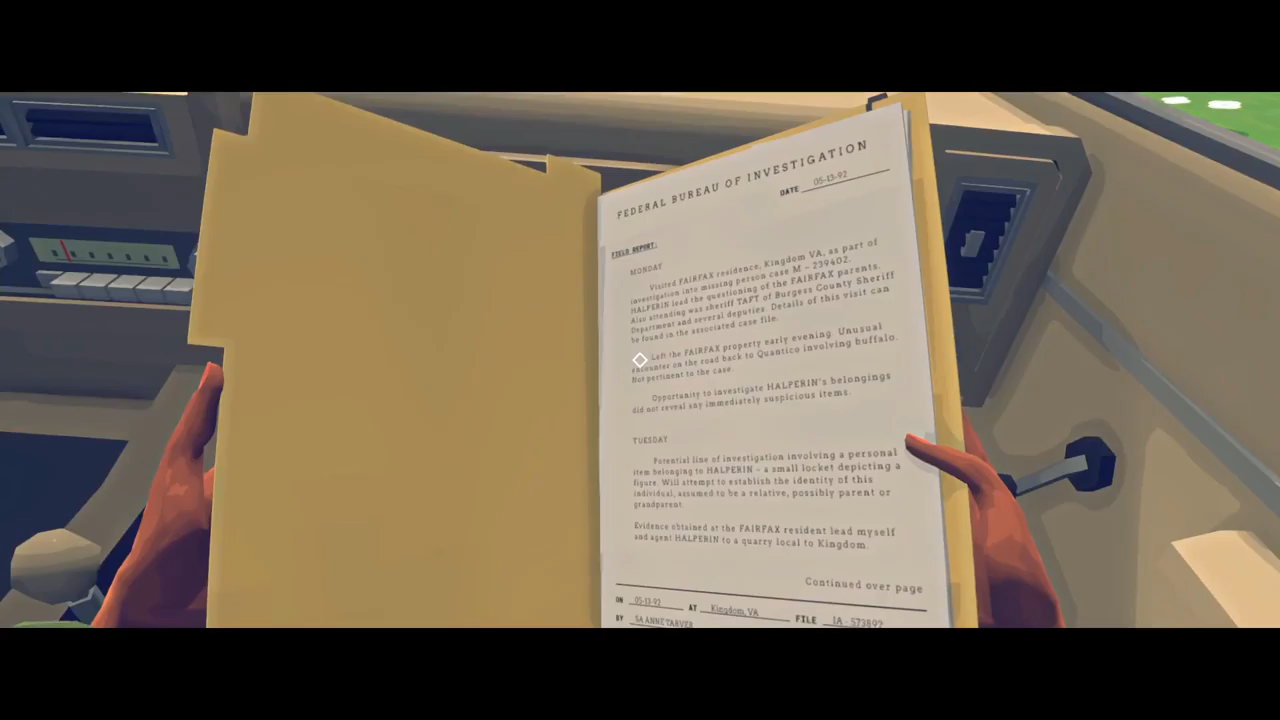 FEDERAL BUREAU OF INVESTIGATION
DATE 05-13-92
FIELD REPORT:
MONDAY
Visited FAIRFAX residence, Kingdom VA, as part of
investigation into missing person case M - 239402.
HALPERIN lead the questioning of the FAIRFAX parents.
Also attending was sheriff TAFT of Burgess County Sheriff
Department and several deputies. Details of this visit can
be found in the associated case file.
Left the FAIRFAX property early evening. Unusual
encounter on the road back to Quantico involving buffalo.
Not pertinent to the case.
Opportunity to investigate HALPERIN's belongings
did not reveal any immediately suspicious items.
TUESDAY
Potential line of investigation involving a personal
item belonging to HALPERIN - a small locket depicting a
figure. Will attempt to establish the identity of this
individual, assumed to be a relative, possibly parent or
grandparent.
Evidence obtained at the FAIRFAX resident lead myself
and agent HALPERIN to a quarry local to Kingdom.
Continued over page
ON 05-13-92 AT Kingdom, VA FILE IA - 573892
BY SA ANNE TARVER